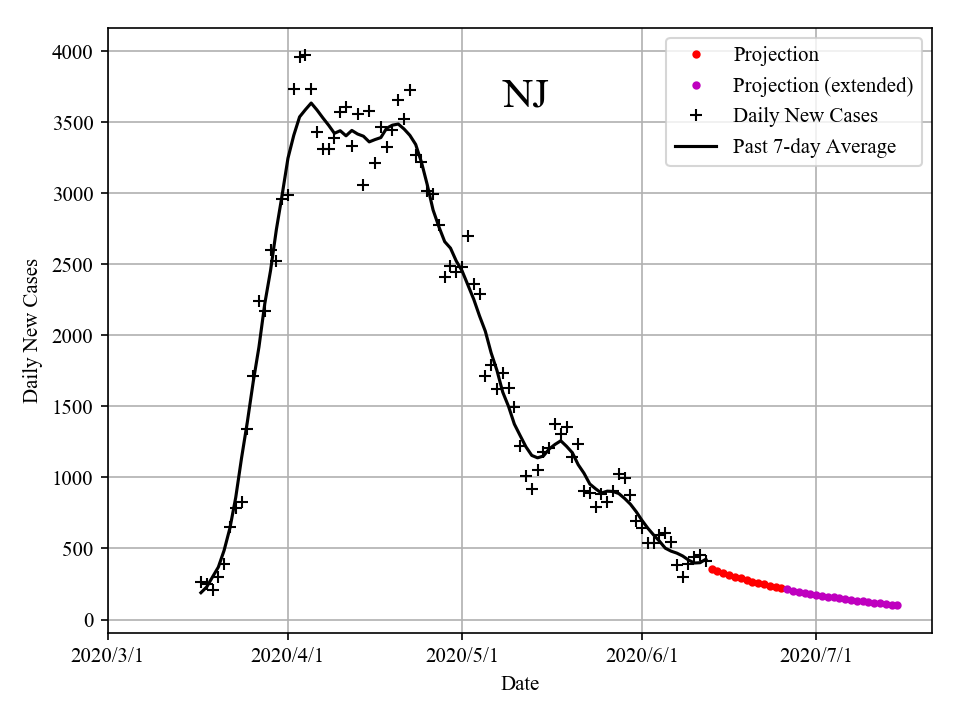 NJ
Projection
Projection (extended)
Daily New Cases
Past 7-day Average
Daily New Cases
4000
3500
3000
2500
2000
1500
1000
500
0
2020/3/1 2020/4/1 2020/5/1 2020/6/1 2020/7/1
Date